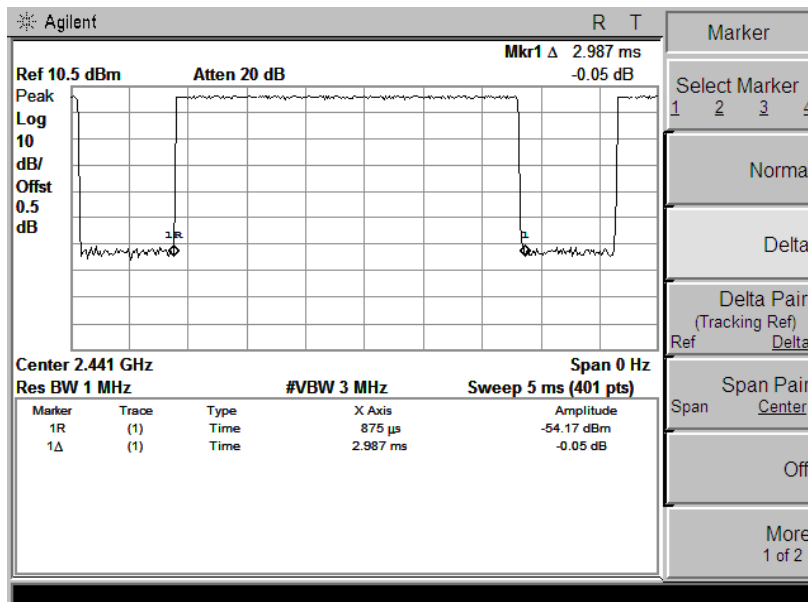 Agilent R T
Mkr1 Δ 2.987 ms
Ref 10.5 dBm Atten 20 dB -0.05 dB
Peak
Log
10
dB/
Offst
0.5
dB
1R
1
Center 2.441 GHz Span 0 Hz
Res BW 1 MHz #VBW 3 MHz Sweep 5 ms (401 pts)
Marker Trace Type X Axis Amplitude
1R (1) Time 875 µs -54.17 dBm
1Δ (1) Time 2.987 ms -0.05 dB
Marker
Select Marker
1 2 3 4
Norma
Delta
Delta Pair
(Tracking Ref)
Ref Delta
Span Pair
Span Center
Off
More
1 of 2